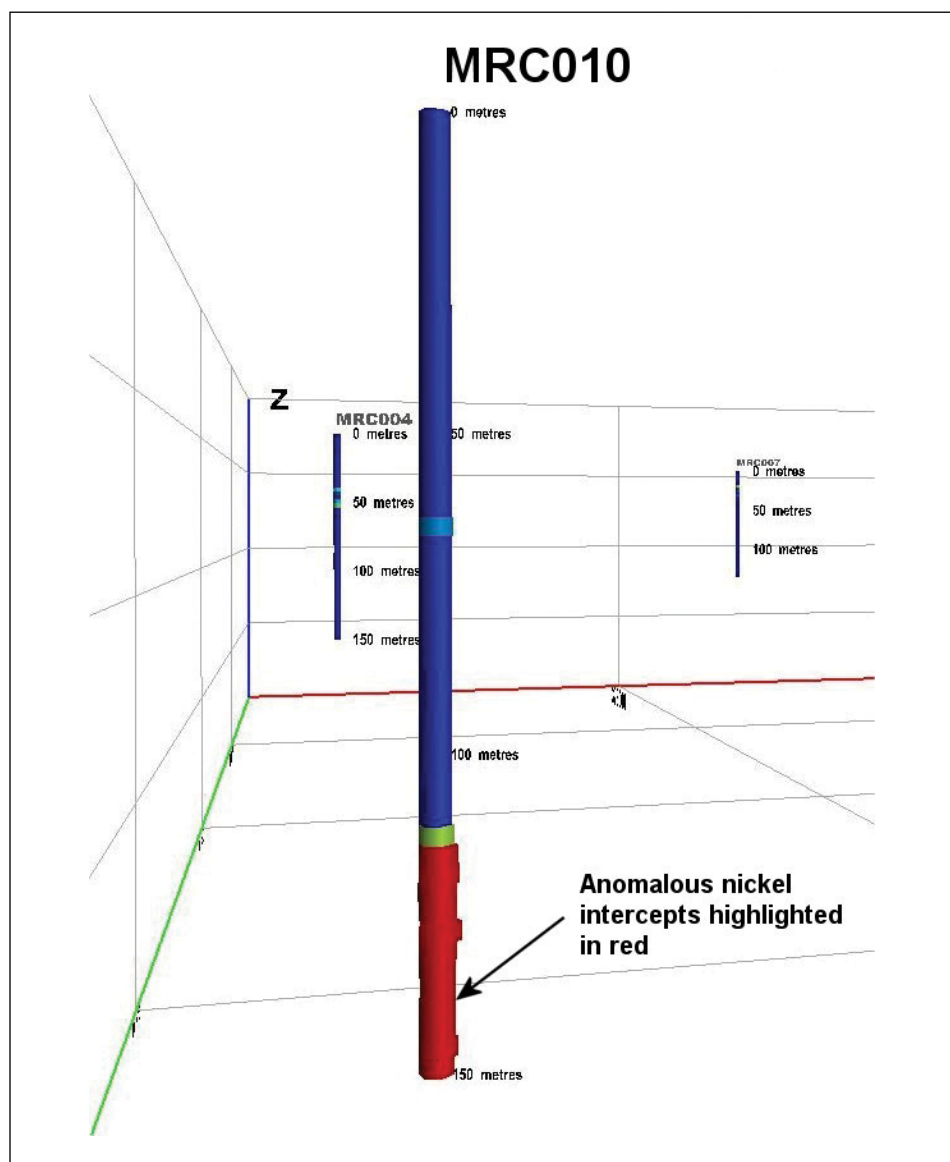 MRC010
0 metres
Z
MRC004
0 metres
50 metres
MRC007
0 metres
50 metres
50 metres
100 metres
100 metres
150 metres
100 metres
Anomalous nickel
intercepts highlighted
in red
150 metres